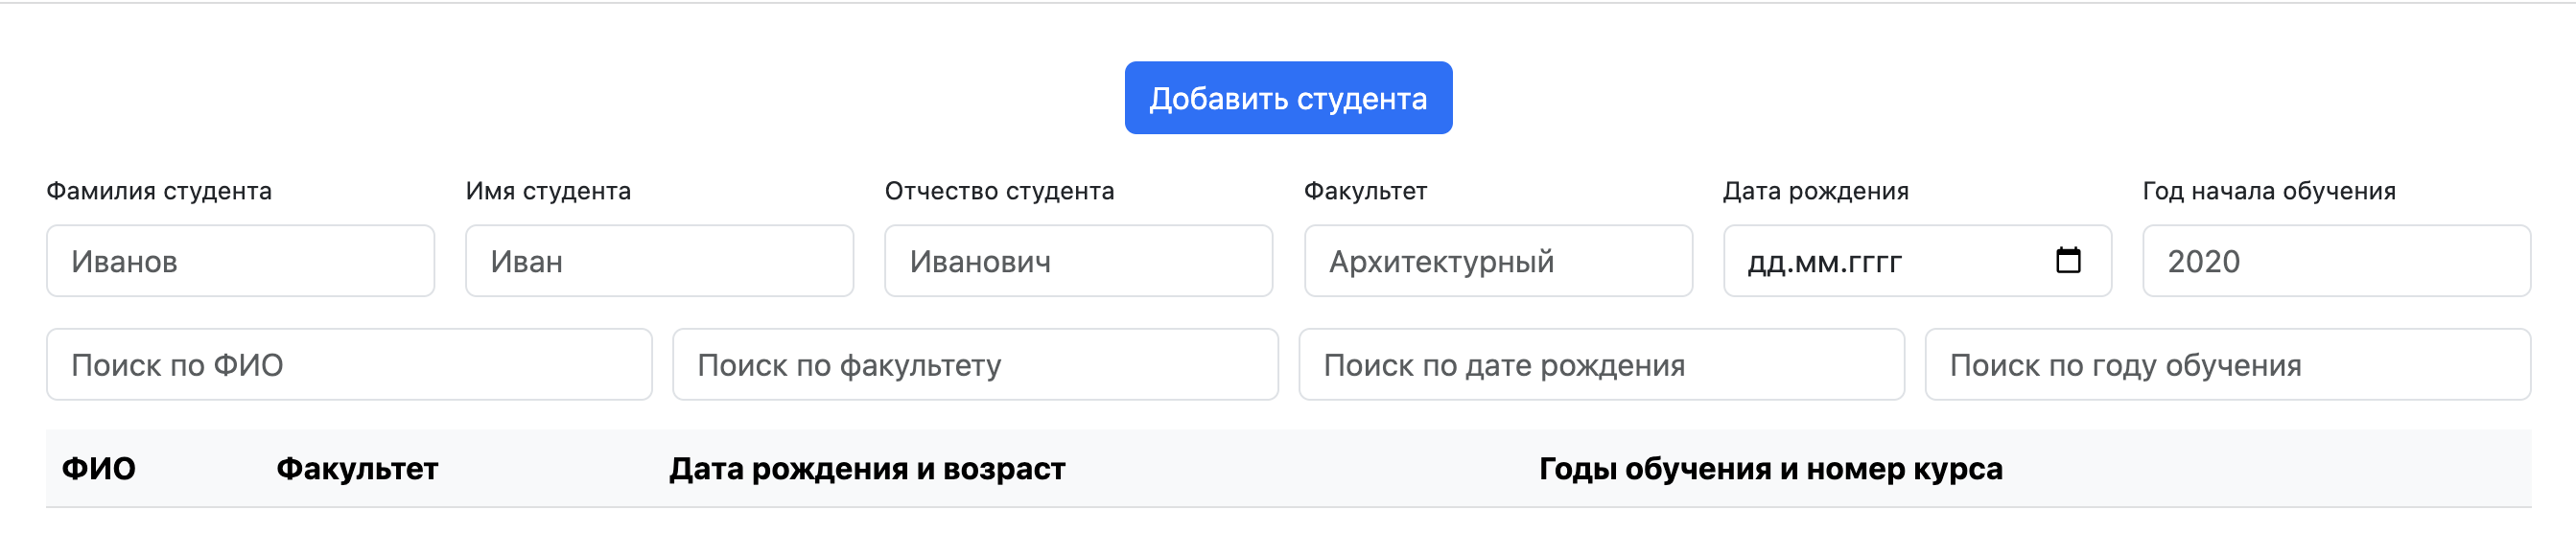 Добавить студента
Фамилия студента Имя студента Отчество студента Факультет Дата рождения Год начала обучения
Иванов Иван Иванович Архитектурный дд.мм.гггг 2020
Поиск по ФИО Поиск по факультету Поиск по дате рождения Поиск по году обучения
ФИО Факультет Дата рождения и возраст Годы обучения и номер курса